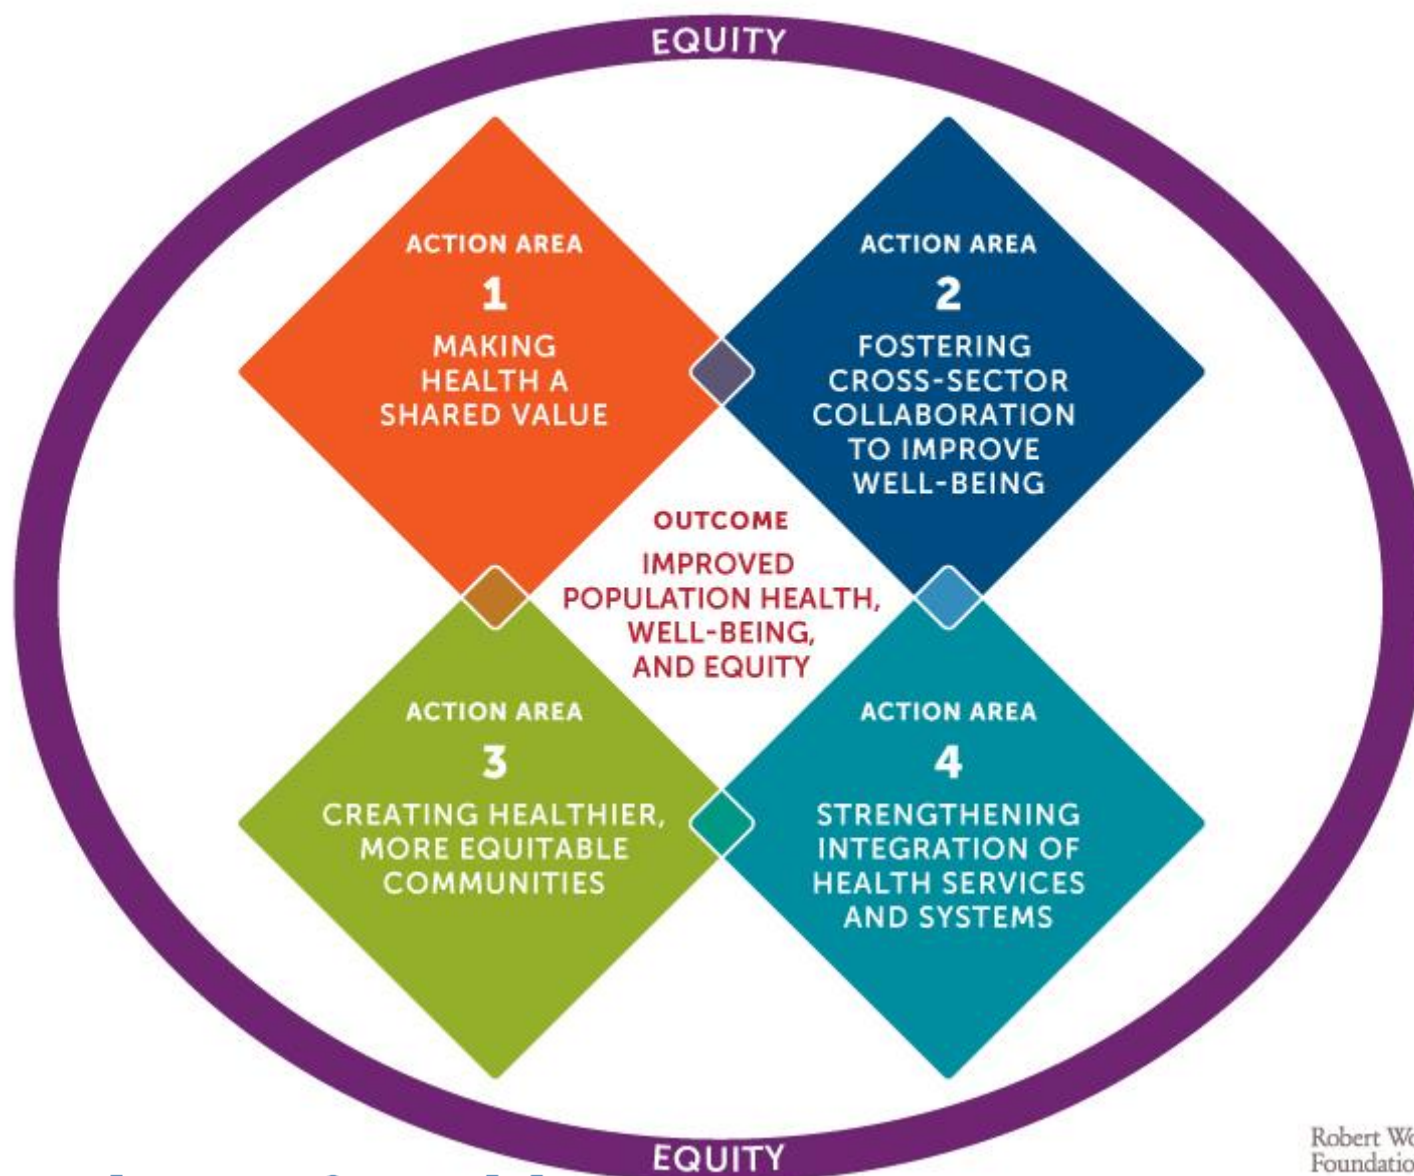 EQUITY
ACTION AREA
1
MAKING
HEALTH A
SHARED VALUE
ACTION AREA
2
FOSTERING
CROSS-SECTOR
COLLABORATION
TO IMPROVE
WELL-BEING
OUTCOME
IMPROVED
POPULATION HEALTH,
WELL-BEING,
AND EQUITY
ACTION AREA
3
CREATING HEALTHIER,
MORE EQUITABLE
COMMUNITIES
ACTION AREA
4
STRENGTHENING
INTEGRATION OF
HEALTH SERVICES
AND SYSTEMS
EQUITY
Robert
Foundation